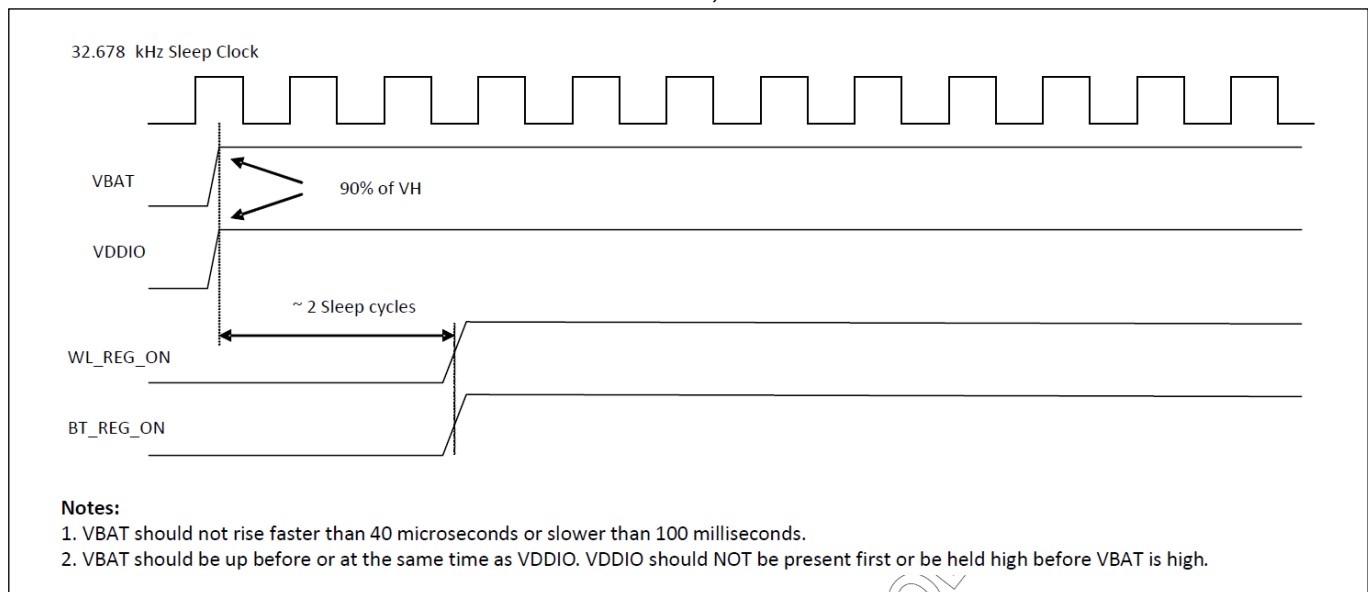 32.678 kHz Sleep Clock
VBAT
90% of VH
VDDIO
~ 2 Sleep cycles
WL_REG_ON
BT_REG_ON
Notes:
1. VBAT should not rise faster than 40 microseconds or slower than 100 milliseconds.
2. VBAT should be up before or at the same time as VDDIO. VDDIO should NOT be present first or be held high before VBAT is high.